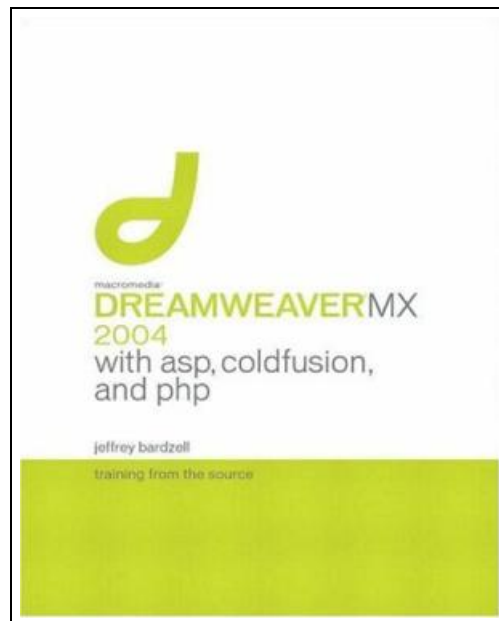 macromedia®
DREAMWEAVERMX
2004
with asp, coldfusion,
and php
jeffrey bardzell
training from the source